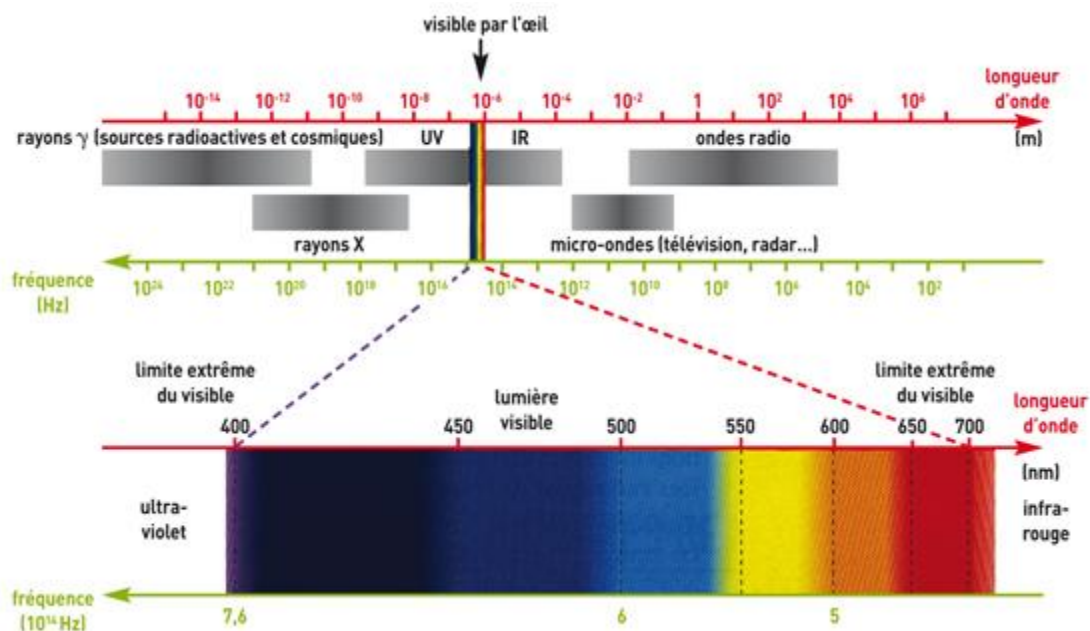 visible par l'œil
10⁻¹⁴ 10⁻¹² 10⁻¹⁰ 10⁻⁸ 10⁻⁶ 10⁻⁴ 10⁻² 1 10² 10⁴ 10⁶
longueur
d'onde
(m)
rayons γ (sources radioactives et cosmiques) UV IR ondes radio
rayons X micro-ondes (télévision, radar...)
fréquence
(Hz)
10²⁴ 10²² 10²⁰ 10¹⁸ 10¹⁶ 10¹⁴ 10¹² 10¹⁰ 10⁸ 10⁶ 10⁴ 10²
limite extrême
du visible
lumière
visible
limite extrême
du visible
400 450 500 550 600 650 700
longueur
d'onde
(nm)
ultra-
violet
infra-
rouge
fréquence
(10¹⁴ Hz)
7,6 6 5